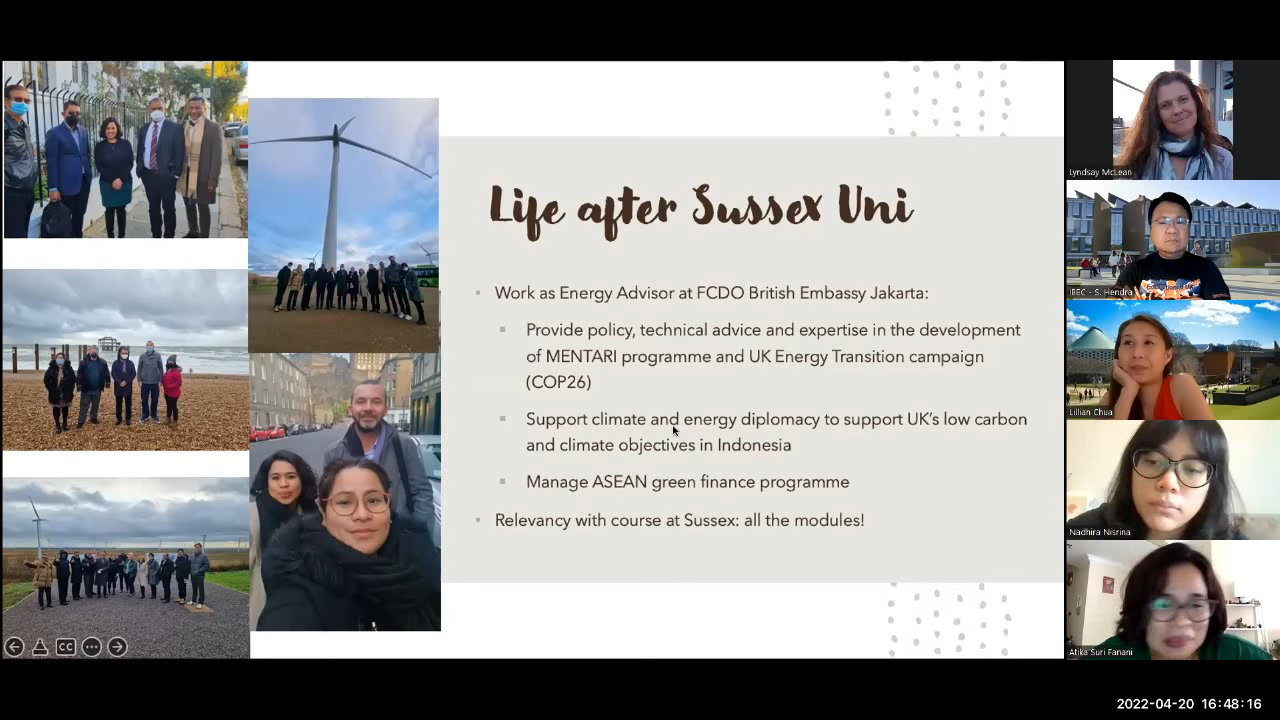 Life after Sussex Uni
Work as Energy Advisor at FCDO British Embassy Jakarta:
Provide policy, technical advice and expertise in the development
of MENTARI programme and UK Energy Transition campaign
(COP26)
Support climate and energy diplomacy to support UK’s low carbon
and climate objectives in Indonesia
Manage ASEAN green finance programme
Relevancy with course at Sussex: all the modules!
CC
Lyndsay McLean
iBEC - S. Hendra
Lillian Chua
Nadhira Nisrina
Atika Suri Fanani
2022-04-20 16:48:16